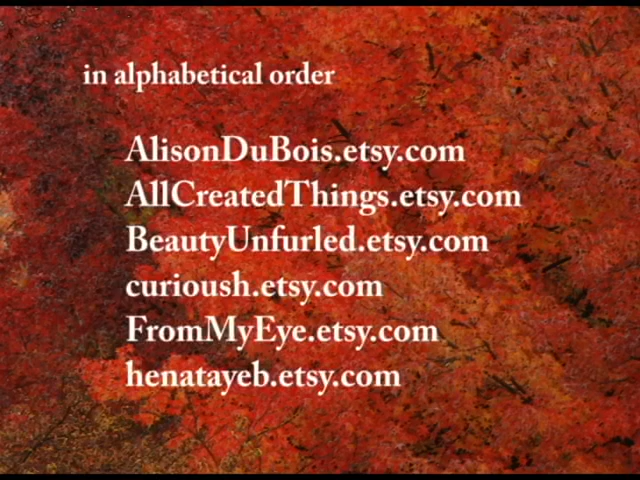 in alphabetical order
AlisonDuBois.etsy.com
AllCreatedThings.etsy.com
BeautyUnfurled.etsy.com
curioush.etsy.com
FromMyEye.etsy.com
henatayeb.etsy.com